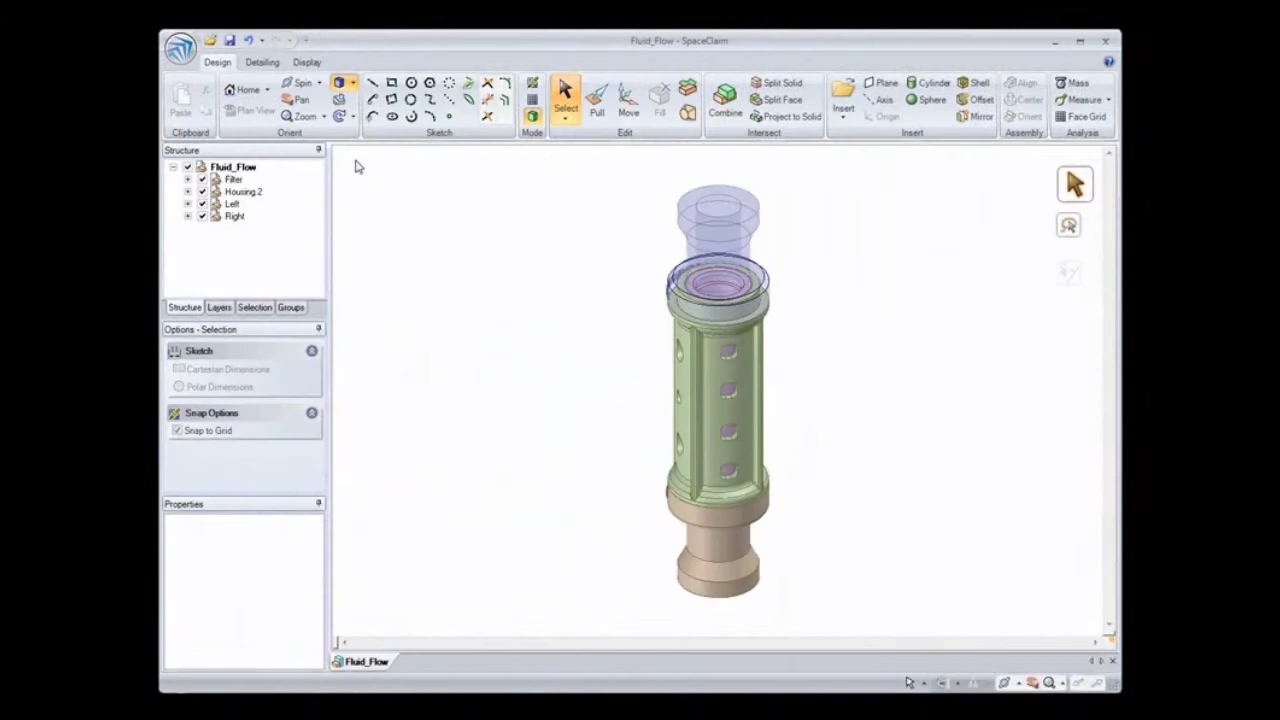 Fluid_Flow - SpaceClaim
Design Detailing Display
Paste
Clipboard
Home
Plan View
Spin
Pan
Zoom
Orient
Sketch
Mode
Select
Pull
Move
Fill
Edit
Combine
Split Solid
Split Face
Project to Solid
Intersect
Insert
Plane
Axis
Origin
Cylinder
Sphere
Shell
Offset
Mirror
Insert
Align
Center
Orient
Assembly
Mass
Measure
Face Grid
Analysis
Structure
Fluid_Flow
Filter
Housing.2
Left
Right
Structure Layers Selection Groups
Options - Selection
Sketch
Cartesian Dimensions
Polar Dimensions
Snap Options
Snap to Grid
Properties
Fluid_Flow